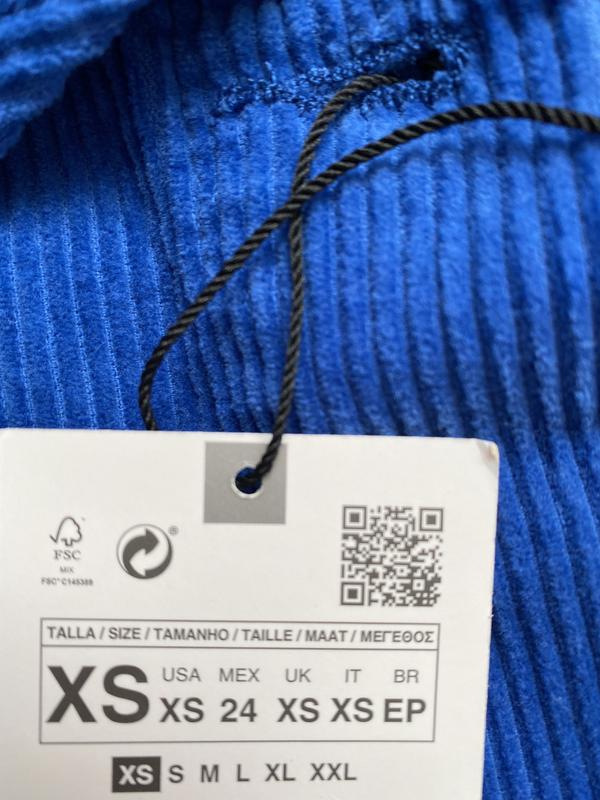 FSC
MIX
FSC® C145389
®
TALLA / SIZE / TAMANHO / TAILLE / MAAT / ΜΕΓΕΘΟΣ
XS
USA MEX UK IT BR
XS 24 XS XS EP
XS S M L XL XXL